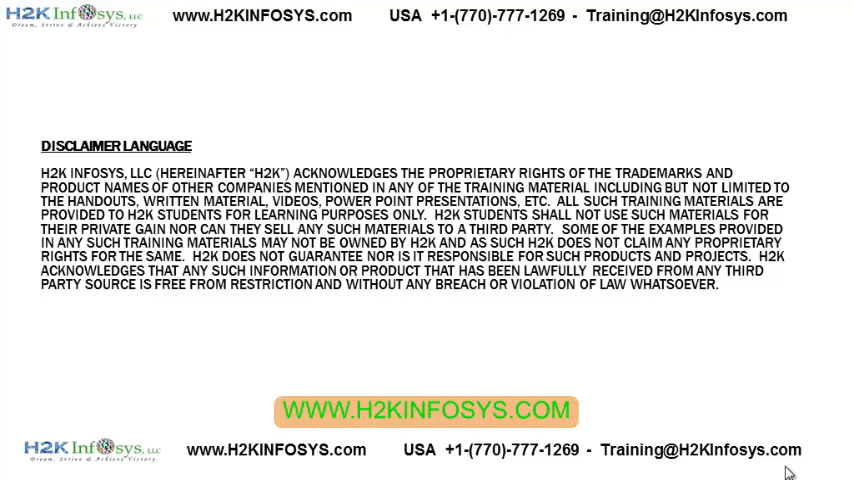 H2K Infosys, LLC www.H2KINFOSYS.com USA +1-(770)-777-1269 - Training@H2KInfosys.com
Dream, Strive & Achieve Victory
DISCLAIMER LANGUAGE
H2K INFOSYS, LLC (HEREINAFTER “H2K”) ACKNOWLEDGES THE PROPRIETARY RIGHTS OF THE TRADEMARKS AND
PRODUCT NAMES OF OTHER COMPANIES MENTIONED IN ANY OF THE TRAINING MATERIAL INCLUDING BUT NOT LIMITED TO
THE HANDOUTS, WRITTEN MATERIAL, VIDEOS, POWER POINT PRESENTATIONS, ETC. ALL SUCH TRAINING MATERIALS ARE
PROVIDED TO H2K STUDENTS FOR LEARNING PURPOSES ONLY. H2K STUDENTS SHALL NOT USE SUCH MATERIALS FOR
THEIR PRIVATE GAIN NOR CAN THEY SELL ANY SUCH MATERIALS TO A THIRD PARTY. SOME OF THE EXAMPLES PROVIDED
IN ANY SUCH TRAINING MATERIALS MAY NOT BE OWNED BY H2K AND AS SUCH H2K DOES NOT CLAIM ANY PROPRIETARY
RIGHTS FOR THE SAME. H2K DOES NOT GUARANTEE NOR IS IT RESPONSIBLE FOR SUCH PRODUCTS AND PROJECTS. H2K
ACKNOWLEDGES THAT ANY SUCH INFORMATION OR PRODUCT THAT HAS BEEN LAWFULLY RECEIVED FROM ANY THIRD
PARTY SOURCE IS FREE FROM RESTRICTION AND WITHOUT ANY BREACH OR VIOLATION OF LAW WHATSOEVER.
WWW.H2KINFOSYS.COM
H2K Infosys, LLC www.H2KINFOSYS.com USA +1-(770)-777-1269 - Training@H2KInfosys.com
Dream, Strive & Achieve Victory